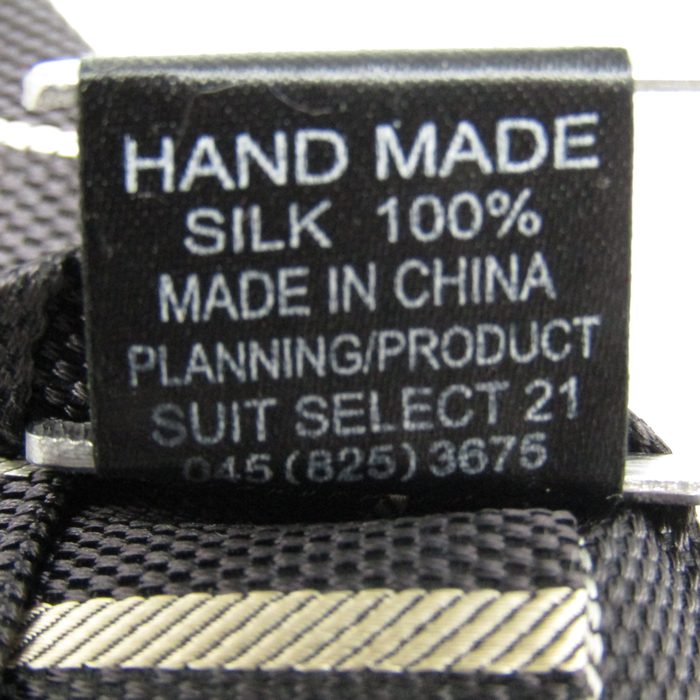 HAND MADE
SILK 100%
MADE IN CHINA
PLANNING/PRODUCT
SUIT SELECT 21
045(825)3675